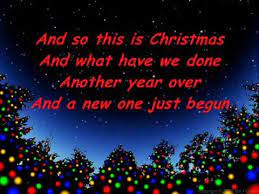 And so this is Christmas
And what have we done
Another year over
And a new one just begun